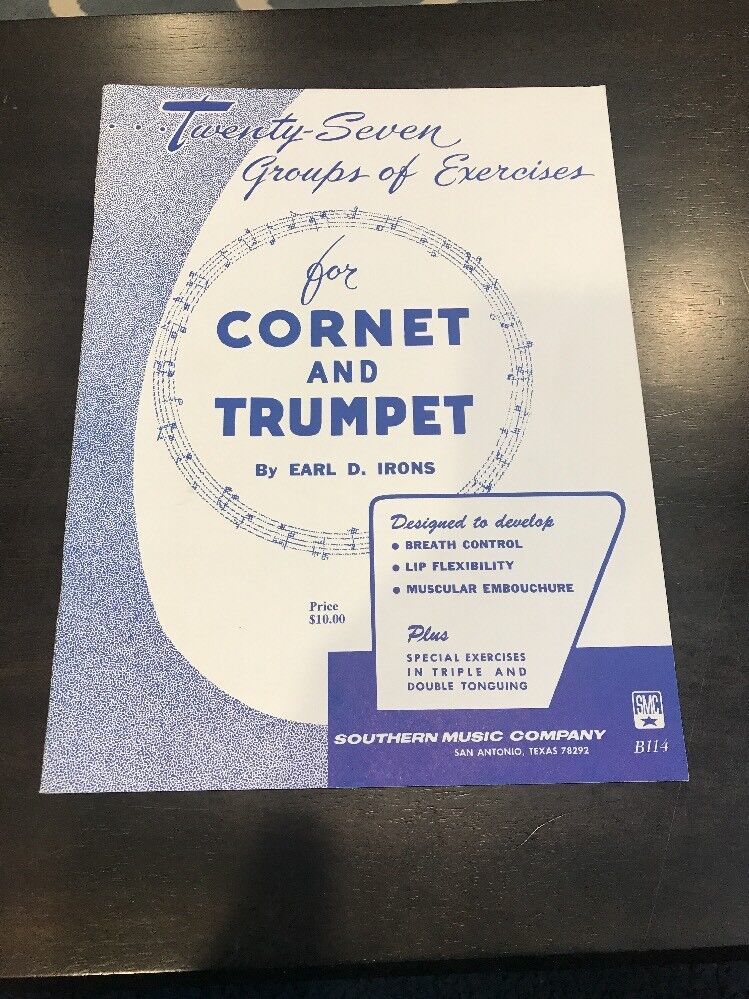 ...Twenty-Seven
Groups of Exercises
for
CORNET
AND
TRUMPET
By EARL D. IRONS
Designed to develop
• BREATH CONTROL
• LIP FLEXIBILITY
• MUSCULAR EMBOUCHURE
Price
$10.00
Plus
SPECIAL EXERCISES
IN TRIPLE AND
DOUBLE TONGUING
SMC
SOUTHERN MUSIC COMPANY
SAN ANTONIO, TEXAS 78292
B114